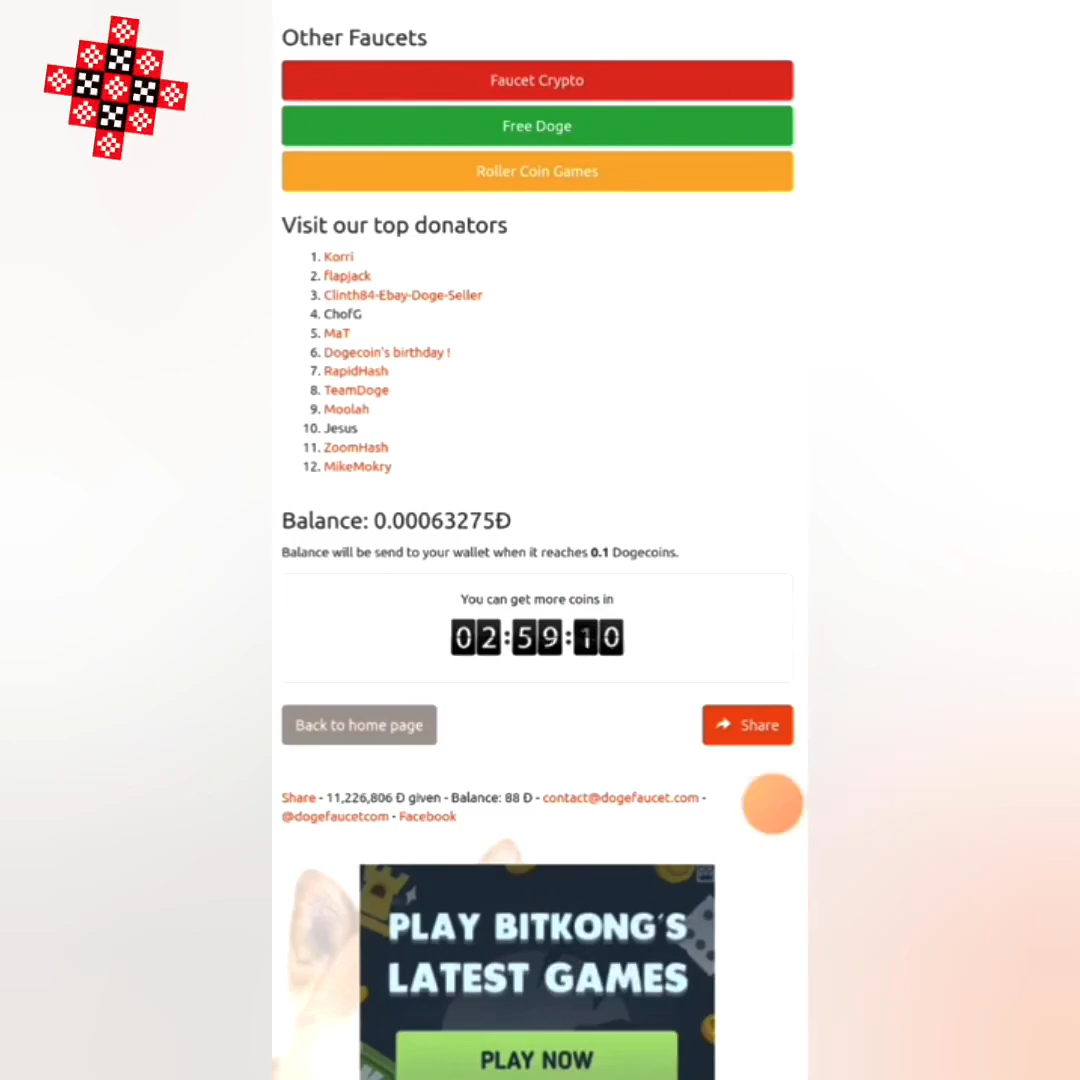 Other Faucets
Faucet Crypto
Free Doge
Roller Coin Games
Visit our top donators
1. Korri
2. flapjack
3. Clinth84-Ebay-Doge-Seller
4. ChofG
5. MaT
6. Dogecoin's birthday !
7. RapidHash
8. TeamDoge
9. Moolah
10. Jesus
11. ZoomHash
12. MikeMokry
Balance: 0.00063275Đ
Balance will be send to your wallet when it reaches 0.1 Dogecoins.
You can get more coins in
02:59:10
Back to home page
Share
Share - 11,226,806 Đ given - Balance: 88 Đ - contact@dogefaucet.com -
@dogefaucetcom - Facebook
PLAY BITKONG'S
LATEST GAMES
PLAY NOW